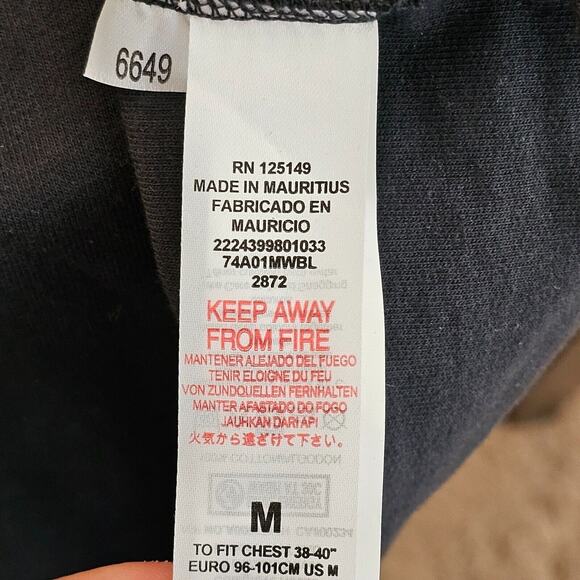 6649
RN 125149
MADE IN MAURITIUS
FABRICADO EN
MAURICIO
2224399801033
74A01MWBL
2872
KEEP AWAY
FROM FIRE
MANTENER ALEJADO DEL FUEGO
TENIR ELOIGNE DU FEU
VON ZUNDQUELLEN FERNHALTEN
MANTER AFASTADO DO FOGO
JAUHKAN DARI API
火気から遠ざけて下さい。
M
TO FIT CHEST 38-40"
EURO 96-101CM US M